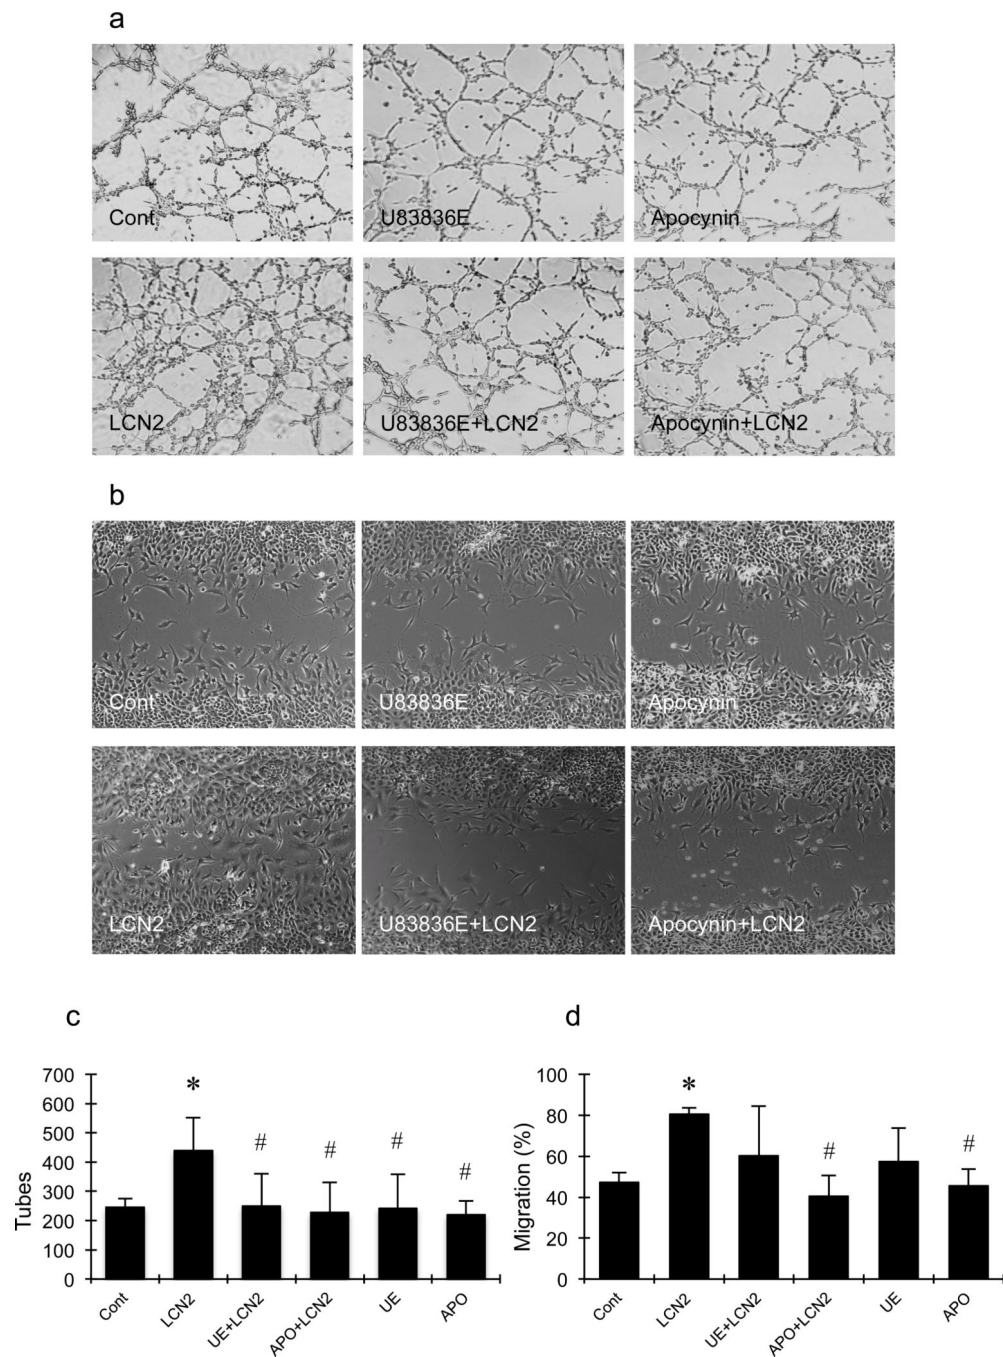 a
Cont
U83836E
Apocynin
LCN2
U83836E+LCN2
Apocynin+LCN2
b
Cont
U83836E
Apocynin
LCN2
U83836E+LCN2
Apocynin+LCN2
c
Tubes
700
600
500
400
300
200
100
0
*
#
#
#
#
Cont
LCN2
UE+LCN2
APO+LCN2
UE
APO
d
Migration (%)
100
80
60
40
20
0
*
#
#
Cont
LCN2
UE+LCN2
APO+LCN2
UE
APO